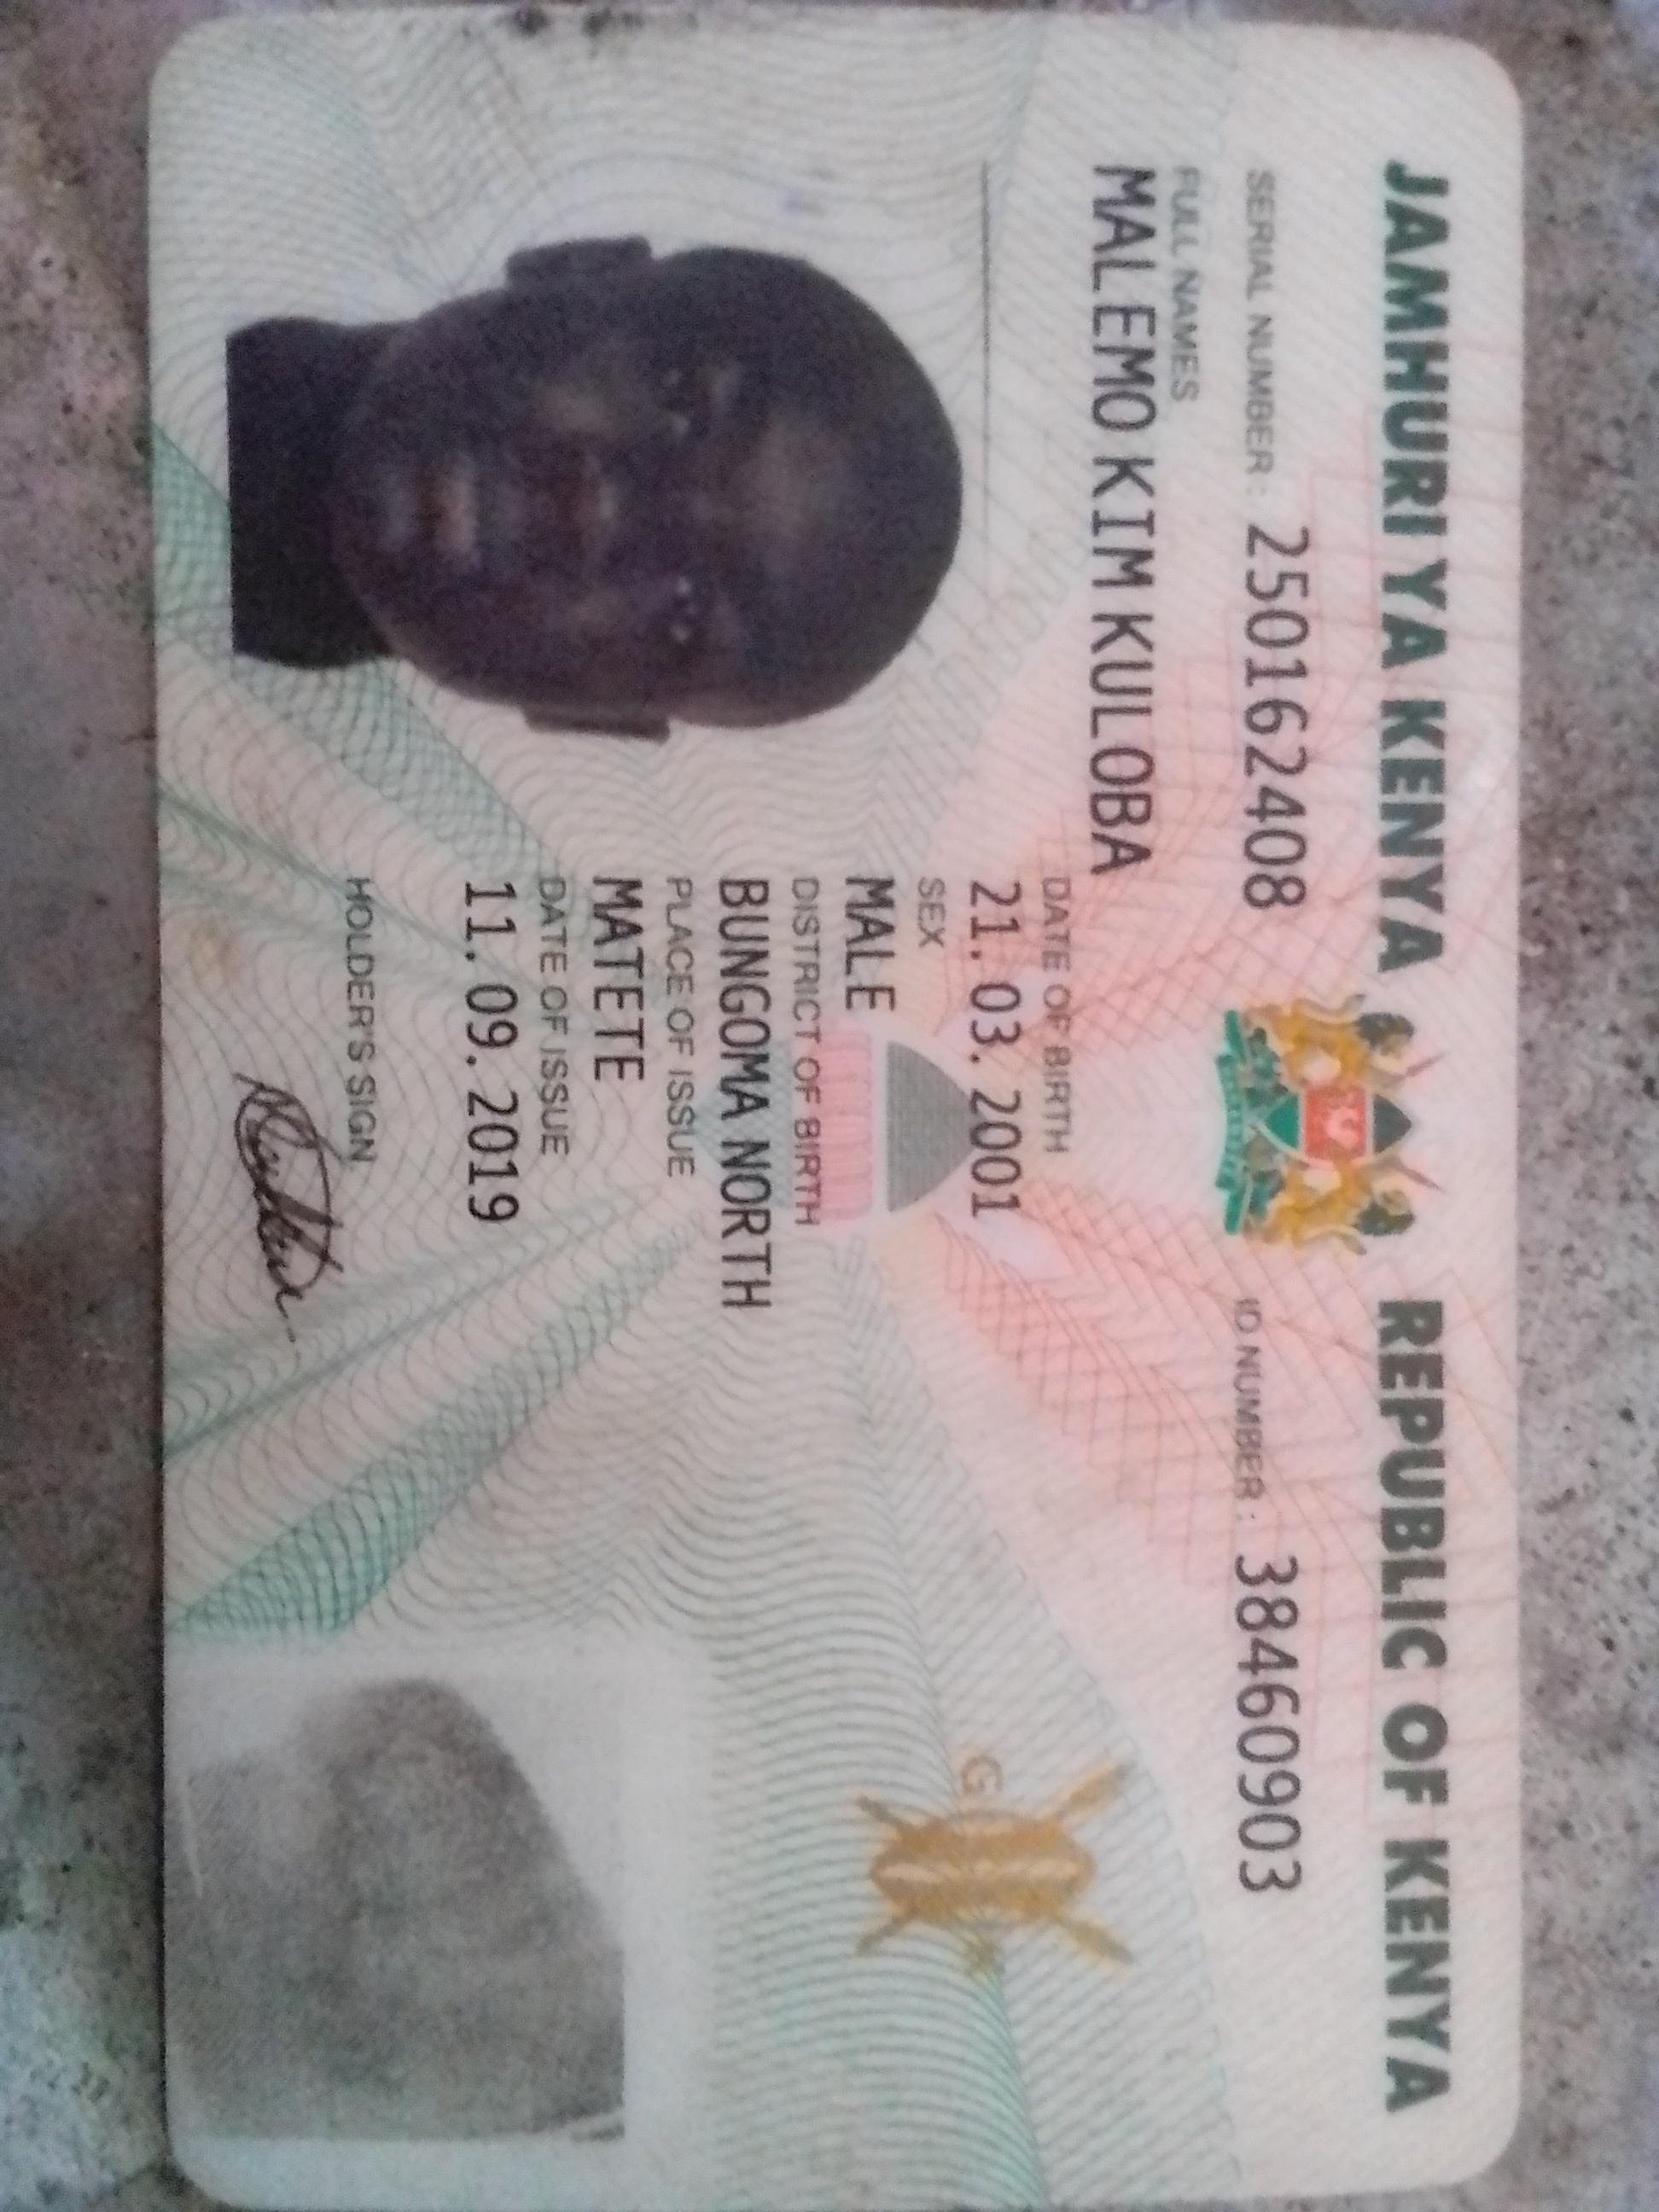 JAMHURI YA KENYA REPUBLIC OF KENYA
SERIAL NUMBER: 250162408 ID NUMBER: 38460903
FULL NAMES
MALEMO KIM KULOBA
DATE OF BIRTH
21.03.2001
SEX
MALE
DISTRICT OF BIRTH
BUNGOMA NORTH
PLACE OF ISSUE
MATETE
DATE OF ISSUE
11.09.2019
HOLDER'S SIGN